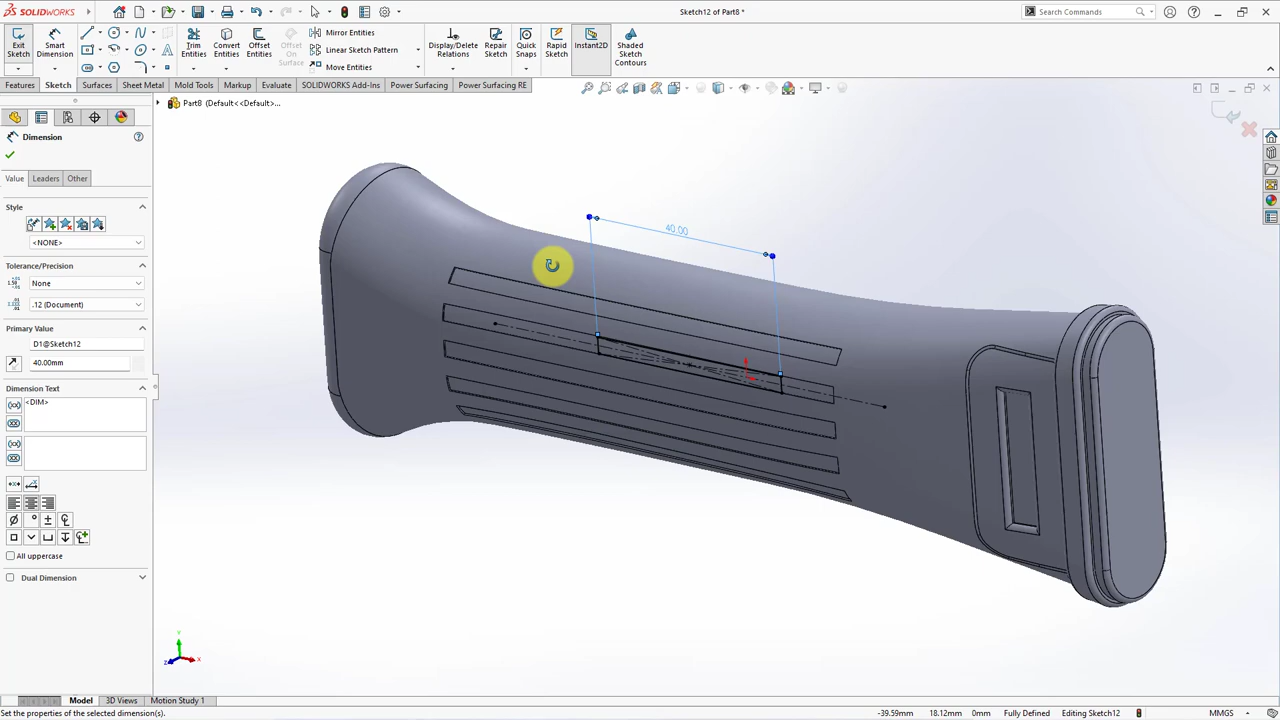 SOLIDWORKS
Sketch12 of Part8 *
Search Commands
Exit Sketch
Smart Dimension
Trim Entities
Convert Entities
Offset Entities
Offset On Surface
Mirror Entities
Linear Sketch Pattern
Move Entities
Display/Delete Relations
Repair Sketch
Quick Snaps
Rapid Sketch
Instant2D
Shaded Sketch Contours
Features
Sketch
Surfaces
Sheet Metal
Mold Tools
Markup
Evaluate
SOLIDWORKS Add-Ins
Power Surfacing
Power Surfacing RE
Part8 (Default<<Default>...
Dimension
Value
Leaders
Other
Style
<NONE>
Tolerance/Precision
None
.12 (Document)
Primary Value
D1@Sketch12
40.00mm
Dimension Text
<DIM>
All uppercase
Dual Dimension
40.00
Y
X
Z
Model
3D Views
Motion Study 1
Set the properties of the selected dimension(s).
-39.59mm
18.12mm
0mm
Fully Defined
Editing Sketch12
MMGS